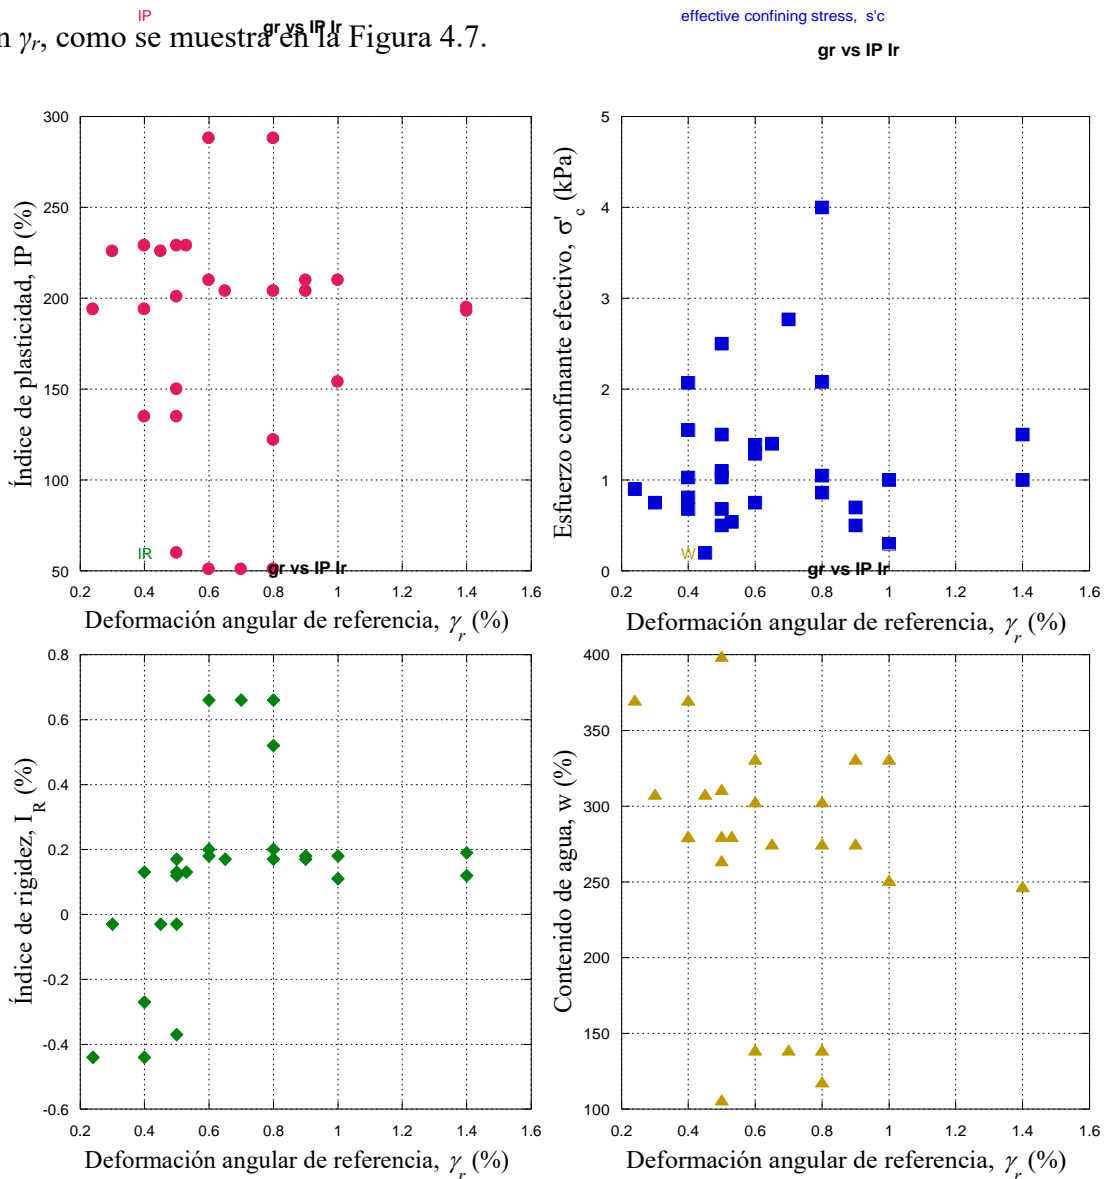 IP
effective confining stress, s'c
gr vs IP Ir
n γr, como se muestra en la Figura 4.7.
gr vs IP Ir
300
250
200
150
100
50
Índice de plasticidad, IP (%)
IR
gr vs IP Ir
0.2 0.4 0.6 0.8 1 1.2 1.4 1.6
Deformación angular de referencia, γr (%)
5
4
3
2
1
0
Esfuerzo confinante efectivo, σ'c (kPa)
W
gr vs IP Ir
0.2 0.4 0.6 0.8 1 1.2 1.4 1.6
Deformación angular de referencia, γr (%)
0.8
0.6
0.4
0.2
0
-0.2
-0.4
-0.6
Índice de rigidez, IR (%)
0.2 0.4 0.6 0.8 1 1.2 1.4 1.6
Deformación angular de referencia, γr (%)
400
350
300
250
200
150
100
Contenido de agua, w (%)
0.2 0.4 0.6 0.8 1 1.2 1.4 1.6
Deformación angular de referencia, γr (%)